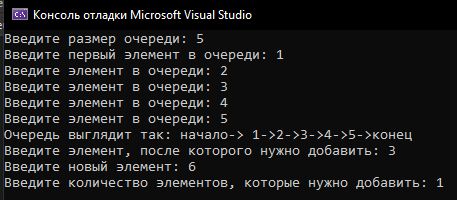 Консоль отладки Microsoft Visual Studio
Введите размер очереди: 5
Введите первый элемент в очереди: 1
Введите элемент в очереди: 2
Введите элемент в очереди: 3
Введите элемент в очереди: 4
Введите элемент в очереди: 5
Очередь выглядит так: начало-> 1->2->3->4->5->конец
Введите элемент, после которого нужно добавить: 3
Введите новый элемент: 6
Введите количество элементов, которые нужно добавить: 1